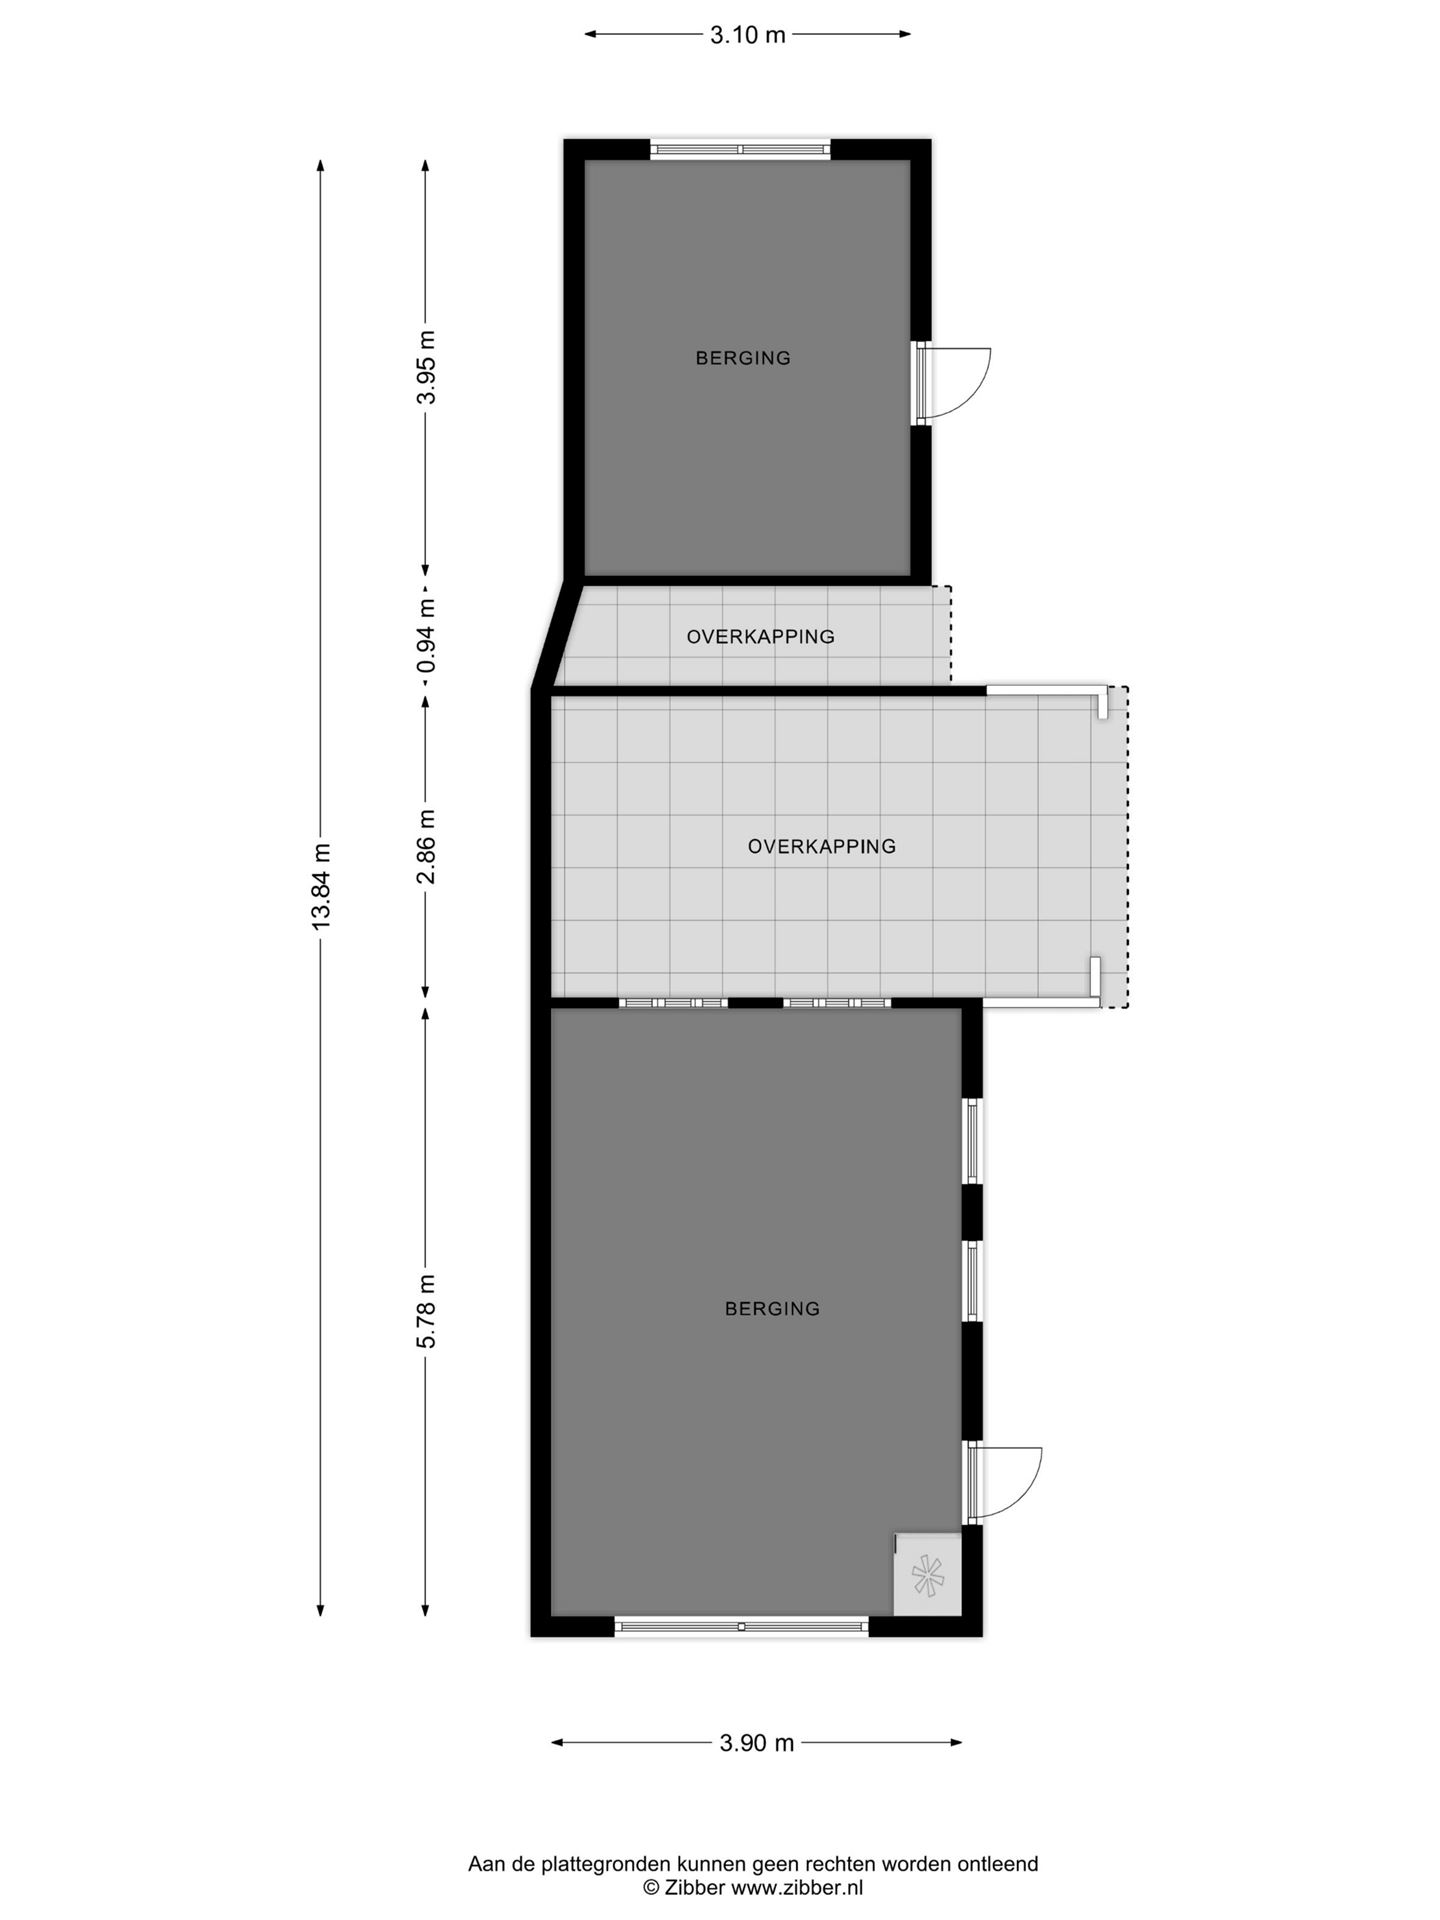 3.10 m
BERGING
3.95 m
OVERKAPPING
0.94 m
OVERKAPPING
2.86 m
13.84 m
BERGING
5.78 m
3.90 m
Aan de plattegronden kunnen geen rechten worden ontleend
© Zibber www.zibber.nl